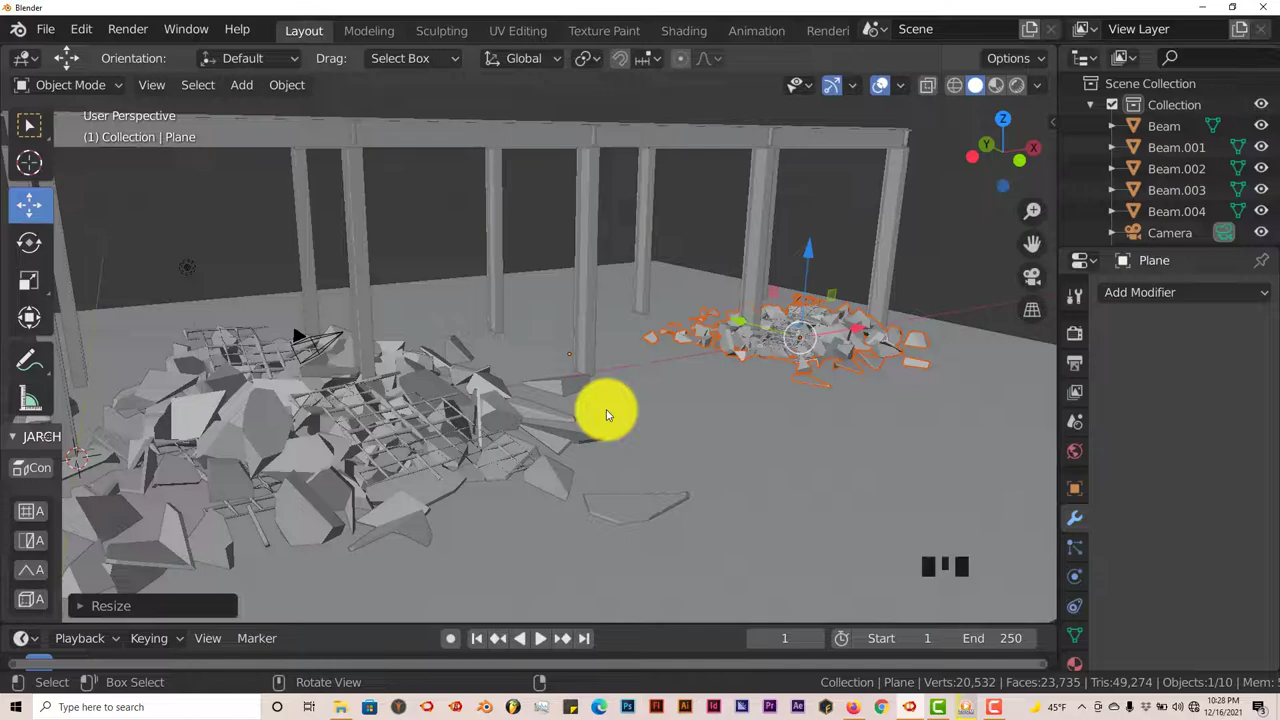 Blender
File Edit Render Window Help Layout Modeling Sculpting UV Editing Texture Paint Shading Animation Renderi Scene View Layer
Orientation: Default Drag: Select Box Global Options
Object Mode View Select Add Object
User Perspective
(1) Collection | Plane
Scene Collection
Collection
Beam
Beam.001
Beam.002
Beam.003
Beam.004
Camera
Plane
Add Modifier
Z
Y
X
JARCH
Con
A
A
A
A
Resize
Playback Keying View Marker 1 Start 1 End 250
Select Box Select Rotate View Collection | Plane Verts:20,532 Faces:23,735 Tris:49,274 Objects:1/10 Mem:
Type here to search 45°F 10:28 PM
12/16/2021